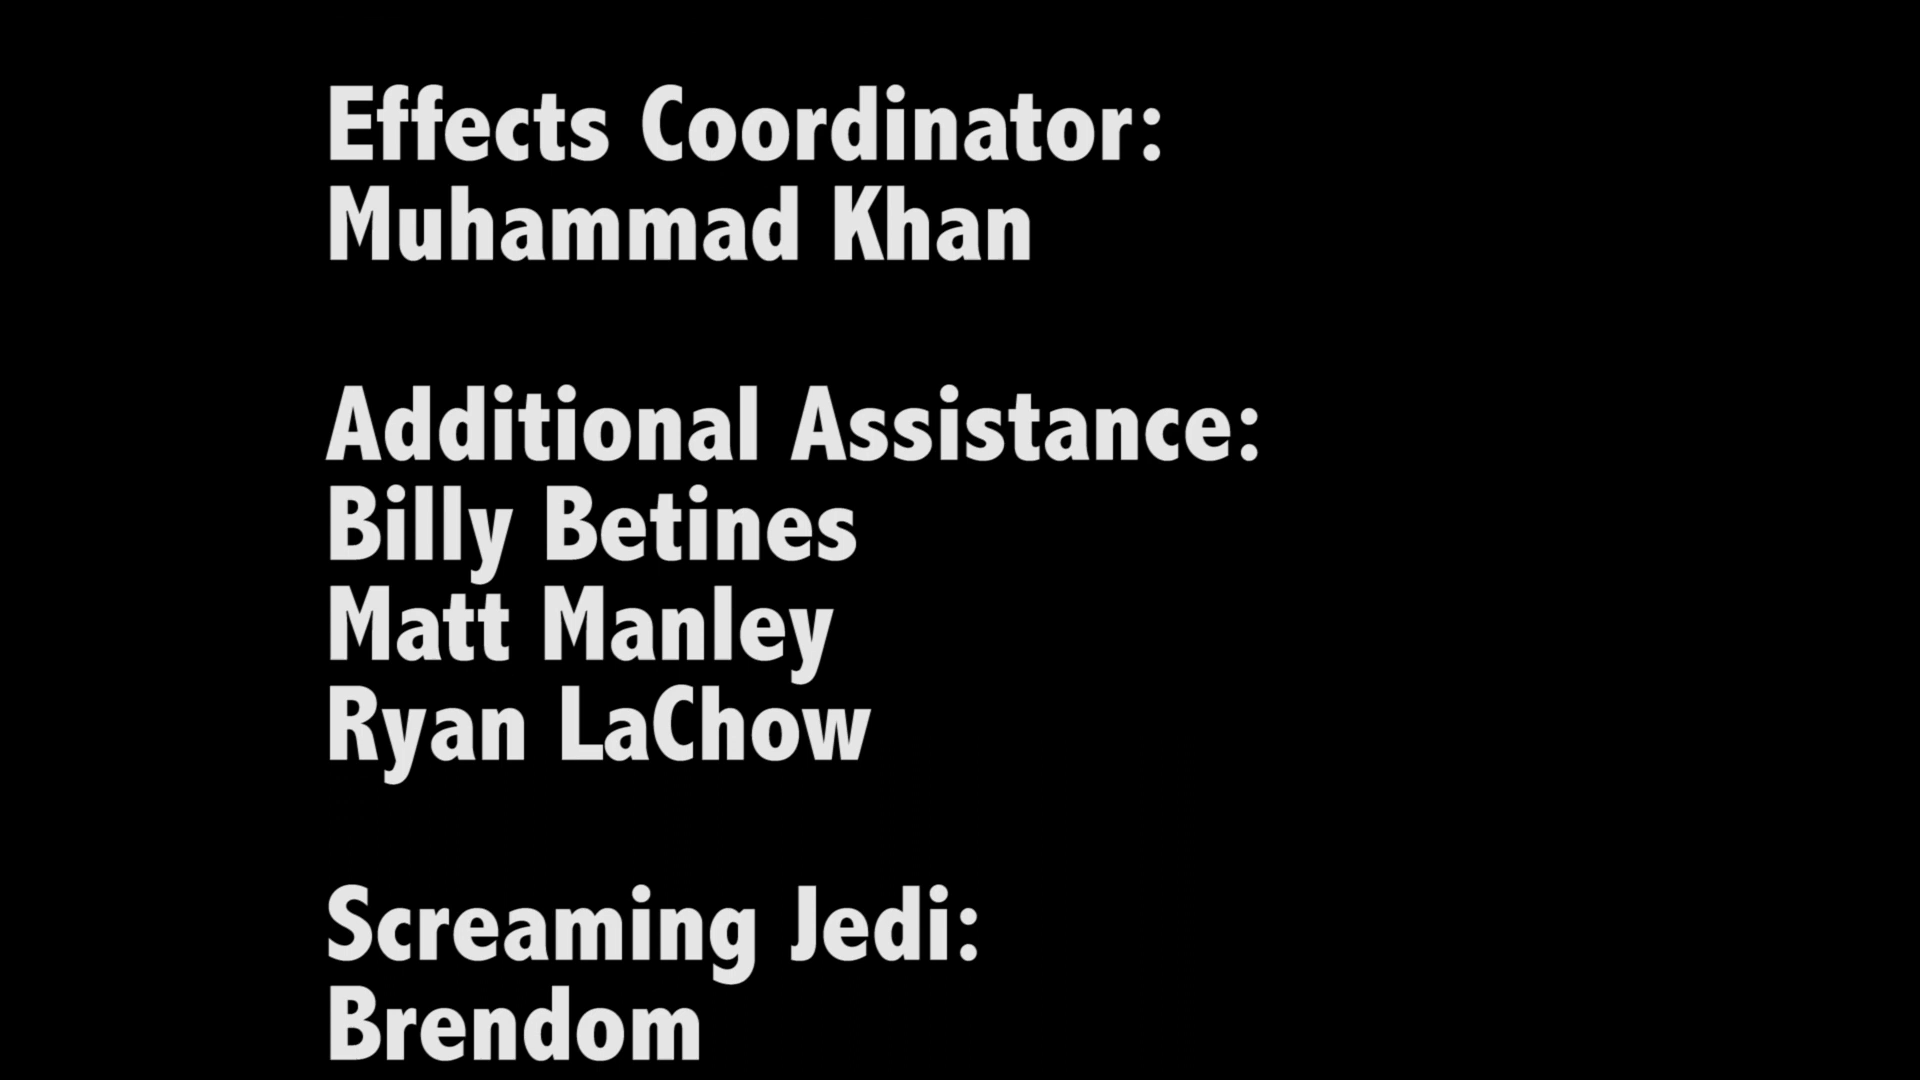 Effects Coordinator:
Muhammad Khan
Additional Assistance:
Billy Betines
Matt Manley
Ryan LaChow
Screaming Jedi:
Brendom